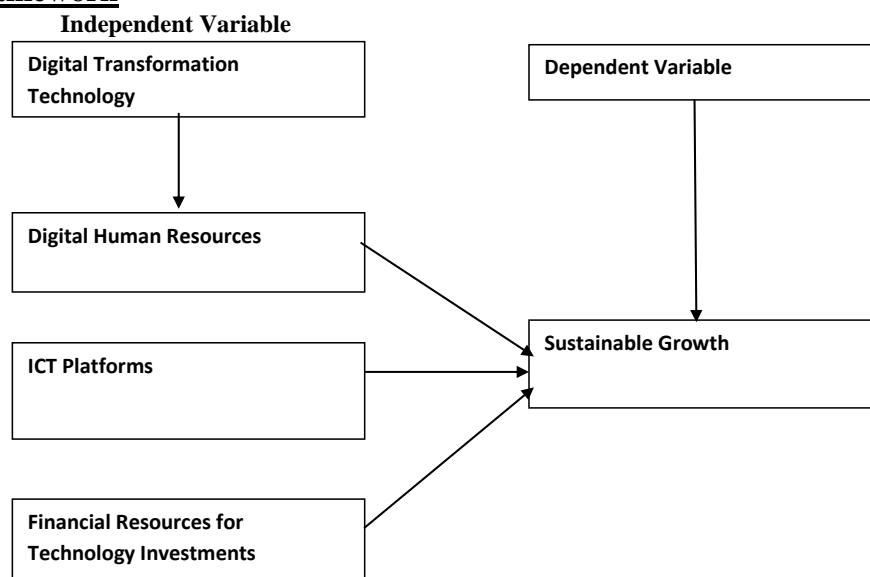 Independent Variable
Digital Transformation
Technology
Dependent Variable
Digital Human Resources
ICT Platforms
Sustainable Growth
Financial Resources for
Technology Investments